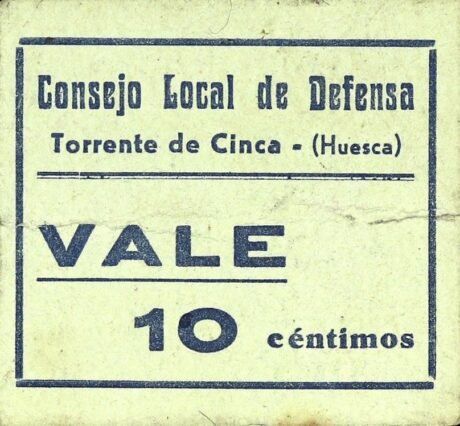 Consejo Local de Defensa
Torrente de Cinca - (Huesca)
VALE
10 céntimos